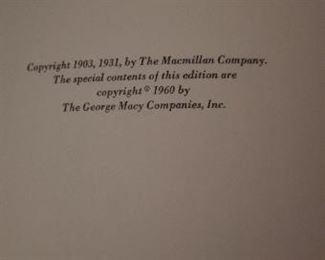 Copyright 1903, 1931, by The Macmillan Company.
The special contents of this edition are
copyright © 1960 by
The George Macy Companies, Inc.